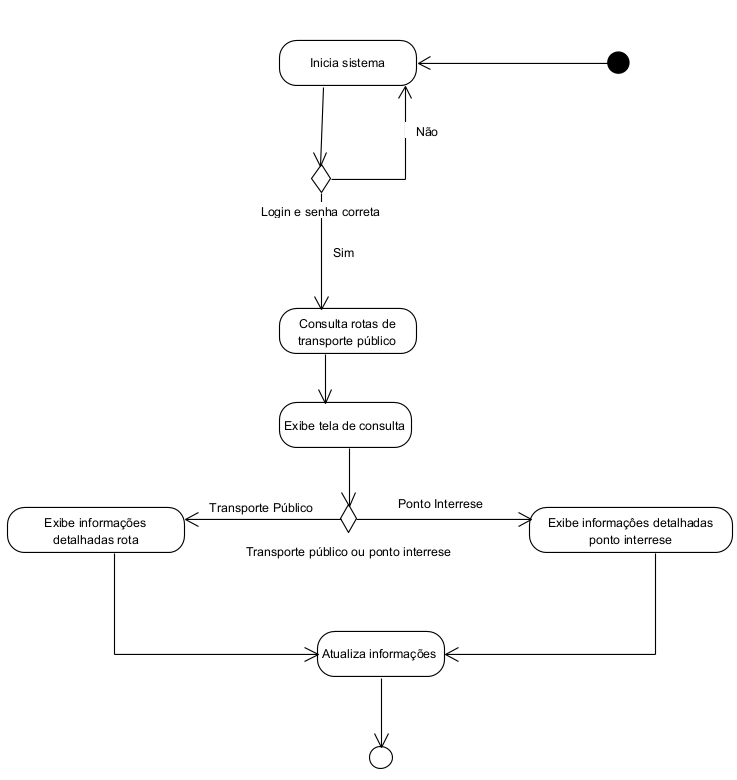 Inicia sistema
Não
Login e senha correta
Sim
Consulta rotas de
transporte público
Exibe tela de consulta
Transporte Público
Ponto Interrese
Exibe informações
detalhadas rota
Exibe informações detalhadas
ponto interrese
Transporte público ou ponto interrese
Atualiza informações